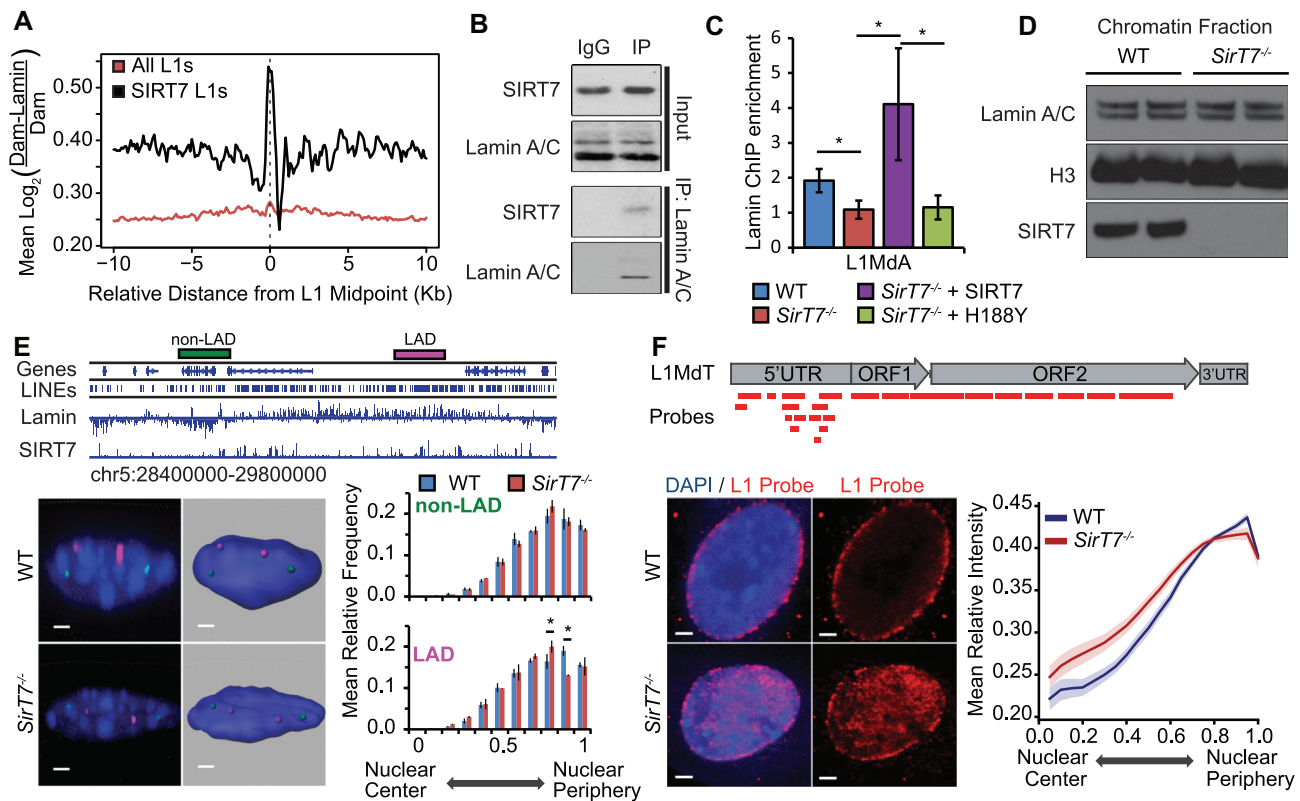 A
Mean Log2(Dam-Lamin/Dam)
0.50
0.40
0.30
0.20
All L1s
SIRT7 L1s
−10
−5
0
5
10
Relative Distance from L1 Midpoint (Kb)
B
IgG IP
SIRT7
Lamin A/C
Input
SIRT7
Lamin A/C
IP: Lamin A/C
C
Lamin ChIP enrichment
6
5
4
3
2
1
0
*
*
*
L1MdA
WT
SirT7-/-
SirT7-/- + SIRT7
SirT7-/- + H188Y
D
Chromatin Fraction
WT SirT7-/-
Lamin A/C
H3
SIRT7
E
non-LAD
LAD
Genes
LINEs
Lamin
SIRT7
chr5:28400000-29800000
WT
SirT7-/-
WT
SirT7-/-
non-LAD
Mean Relative Frequency
0.2
0.1
0.0
LAD
*
*
0.2
0.1
0.0
0
0.5
1
Nuclear Center
Nuclear Periphery
F
L1MdT
5'UTR
ORF1
ORF2
3'UTR
Probes
DAPI / L1 Probe
L1 Probe
WT
SirT7-/-
Mean Relative Intensity
0.45
0.40
0.35
0.30
0.25
0.20
WT
SirT7-/-
0.0
0.2
0.4
0.6
0.8
1.0
Nuclear Center
Nuclear Periphery